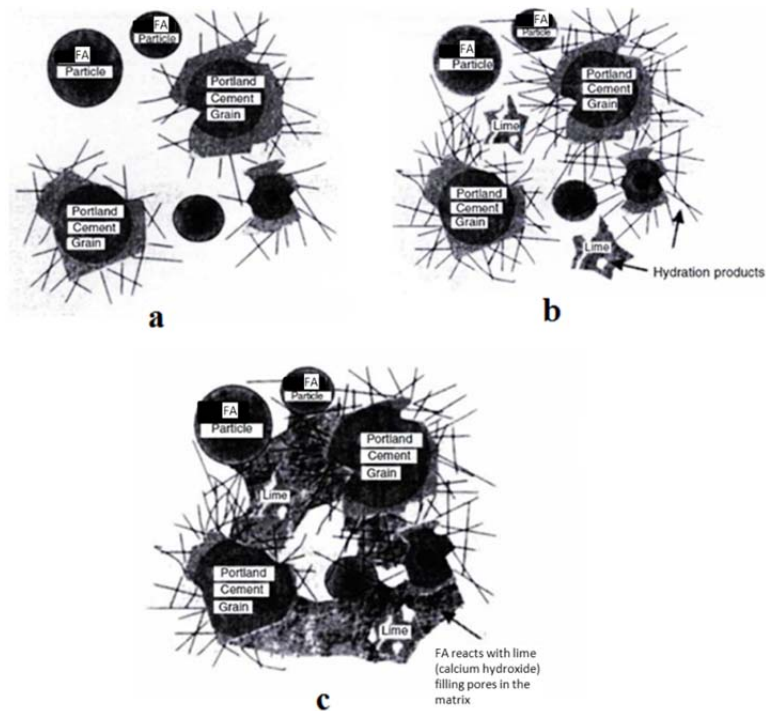 FA
Particle
FA
Particle
Portland
Cement
Grain
Portland
Cement
Grain
a
FA
Particle
FA
Particle
Portland
Cement
Grain
Lime
Portland
Cement
Grain
Lime
Hydration products
b
FA
Particle
FA
Particle
Portland
Cement
Grain
Lime
Portland
Cement
Grain
Lime
FA reacts with lime
(calcium hydroxide)
filling pores in the
matrix
c